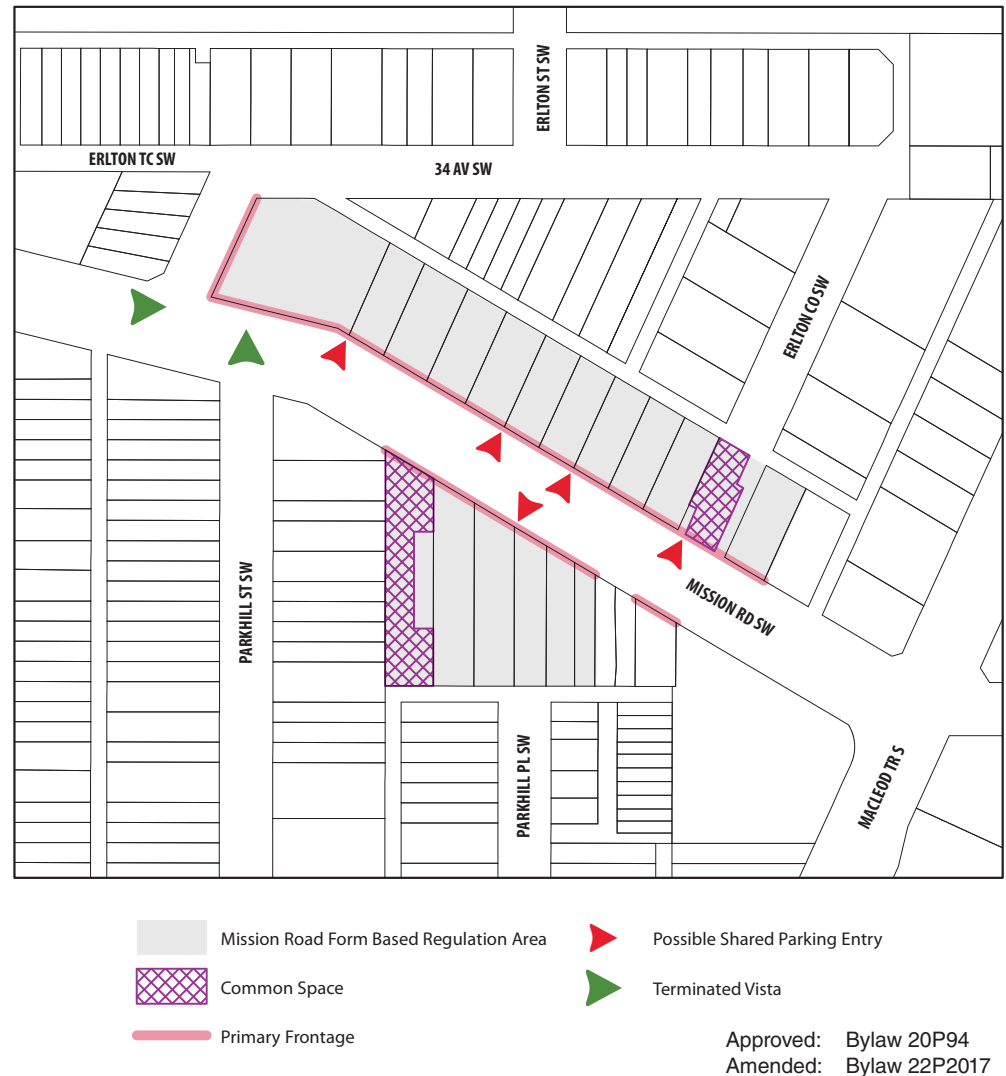 ERLTON ST SW
ERLTON TC SW
34 AV SW
ERLTON CO SW
MISSION RD SW
PARKHILL ST SW
PARKHILL PL SW
MACLEOD TR S
Mission Road Form Based Regulation Area
Possible Shared Parking Entry
Common Space
Terminated Vista
Primary Frontage
Approved: Bylaw 20P94
Amended: Bylaw 22P2017